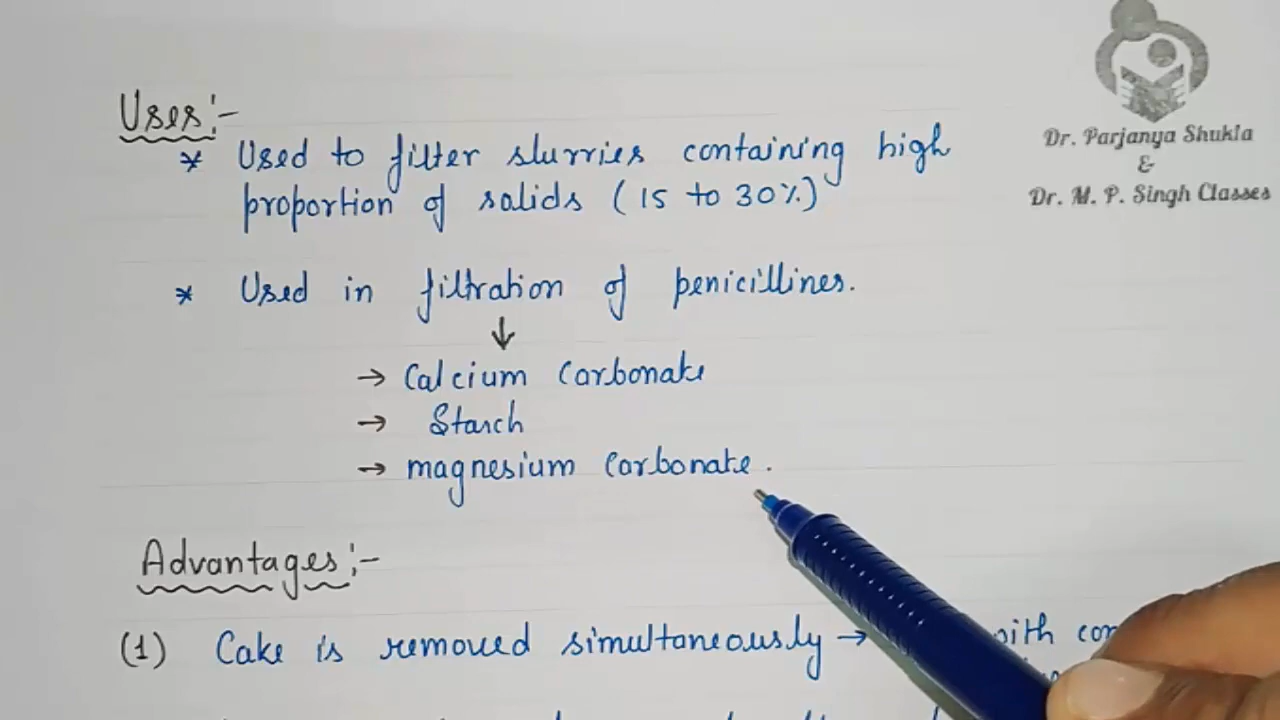 Uses:-
* Used to filter slurries containing high
proportion of solids (15 to 30%)
* Used in filtration of penicillines.
↓
→ Calcium Carbonate
→ Starch
→ magnesium Carbonate.
Advantages:-
(1) Cake is removed simultaneously →
Dr. Parjanya Shukla
&
Dr. M. P. Singh Classes